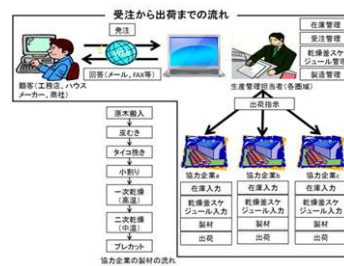 受注から出荷までの流れ
発注
回答(メール、FAX等)
顧客(工務店、ハウス
メーカー、商社)
生産管理担当者(各圏域)
在庫管理
受注管理
乾燥釜スケ
ジュール管理
製造管理
出荷指示
原木搬入
皮むき
タイコ挽き
小割り
一次乾燥
(高温)
二次乾燥
(中温)
プレカット
協力企業の製材の流れ
協力企業a
在庫入力
乾燥釜スケ
ジュール入力
製材
出荷
協力企業b
在庫入力
乾燥釜スケ
ジュール入力
製材
出荷
協力企業c
在庫入力
乾燥釜スケ
ジュール入力
製材
出荷